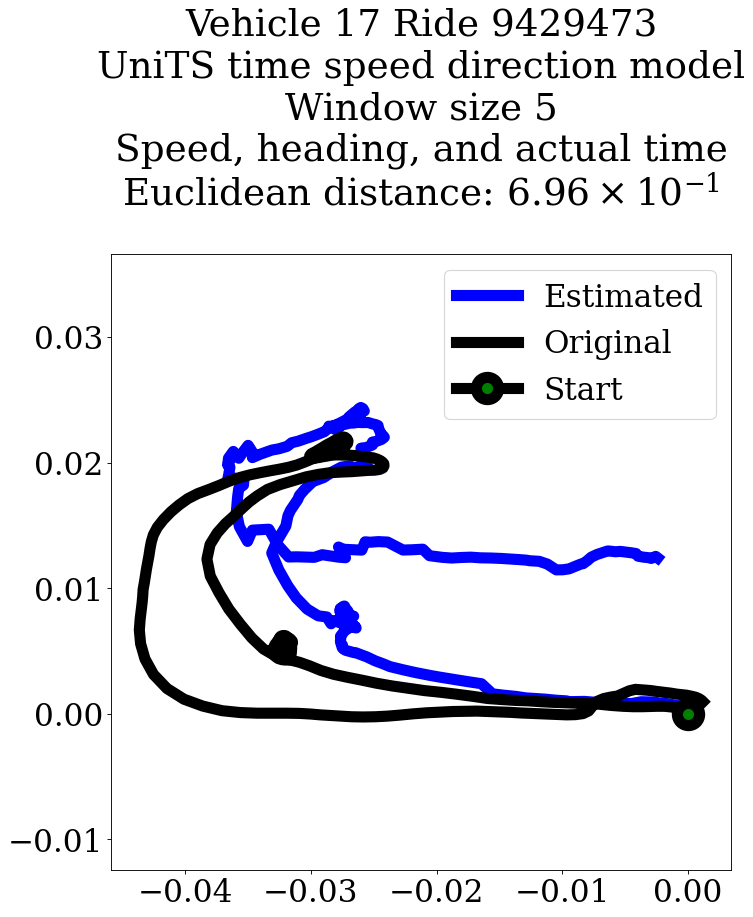 Vehicle 17 Ride 9429473
UniTS time speed direction model
Window size 5
Speed, heading, and actual time
Euclidean distance: 6.96 × 10⁻¹
Estimated
Original
Start
0.03
0.02
0.01
0.00
−0.01
−0.04 −0.03 −0.02 −0.01 0.00